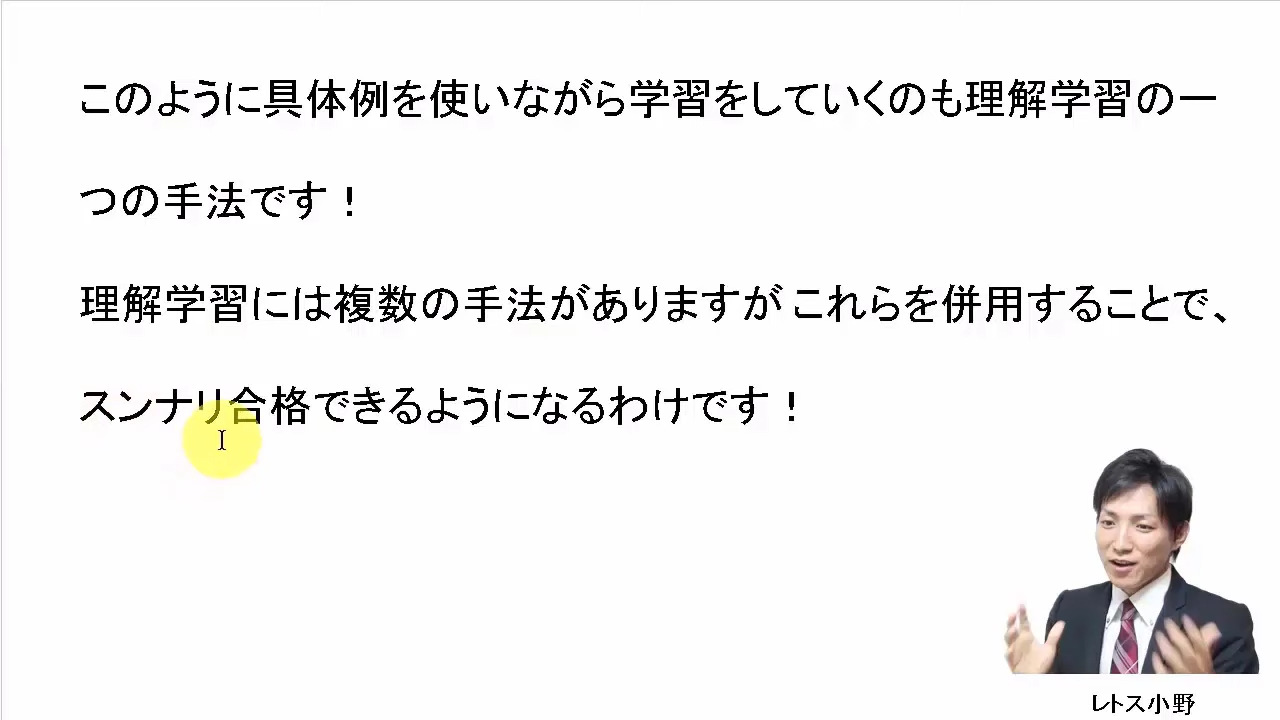 このように具体例を使いながら学習をしていくのも理解学習の一
つの手法です！
理解学習には複数の手法がありますがこれらを併用することで、
スンナリ合格できるようになるわけです！
レトス小野